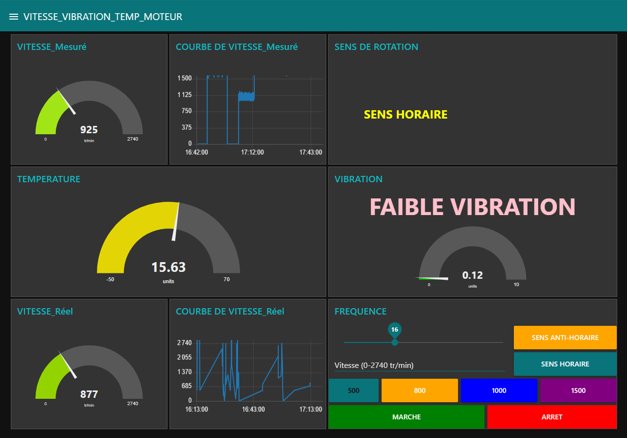 VITESSE_VIBRATION_TEMP_MOTEUR
VITESSE_Mesuré
925
tr/min
0
2740
COURBE DE VITESSE_Mesuré
1 500
1 125
750
375
0
16:42:00
17:12:00
17:43:00
SENS DE ROTATION
SENS HORAIRE
TEMPERATURE
15.63
units
-50
70
VIBRATION
FAIBLE VIBRATION
0.12
units
0
10
VITESSE_Réel
877
tr/min
0
2740
COURBE DE VITESSE_Réel
2 740
2 055
1 370
685
0
16:13:00
16:43:00
17:13:00
FREQUENCE
16
SENS ANTI-HORAIRE
Vitesse (0-2740 tr/min)
SENS HORAIRE
500
800
1000
1500
MARCHE
ARRET